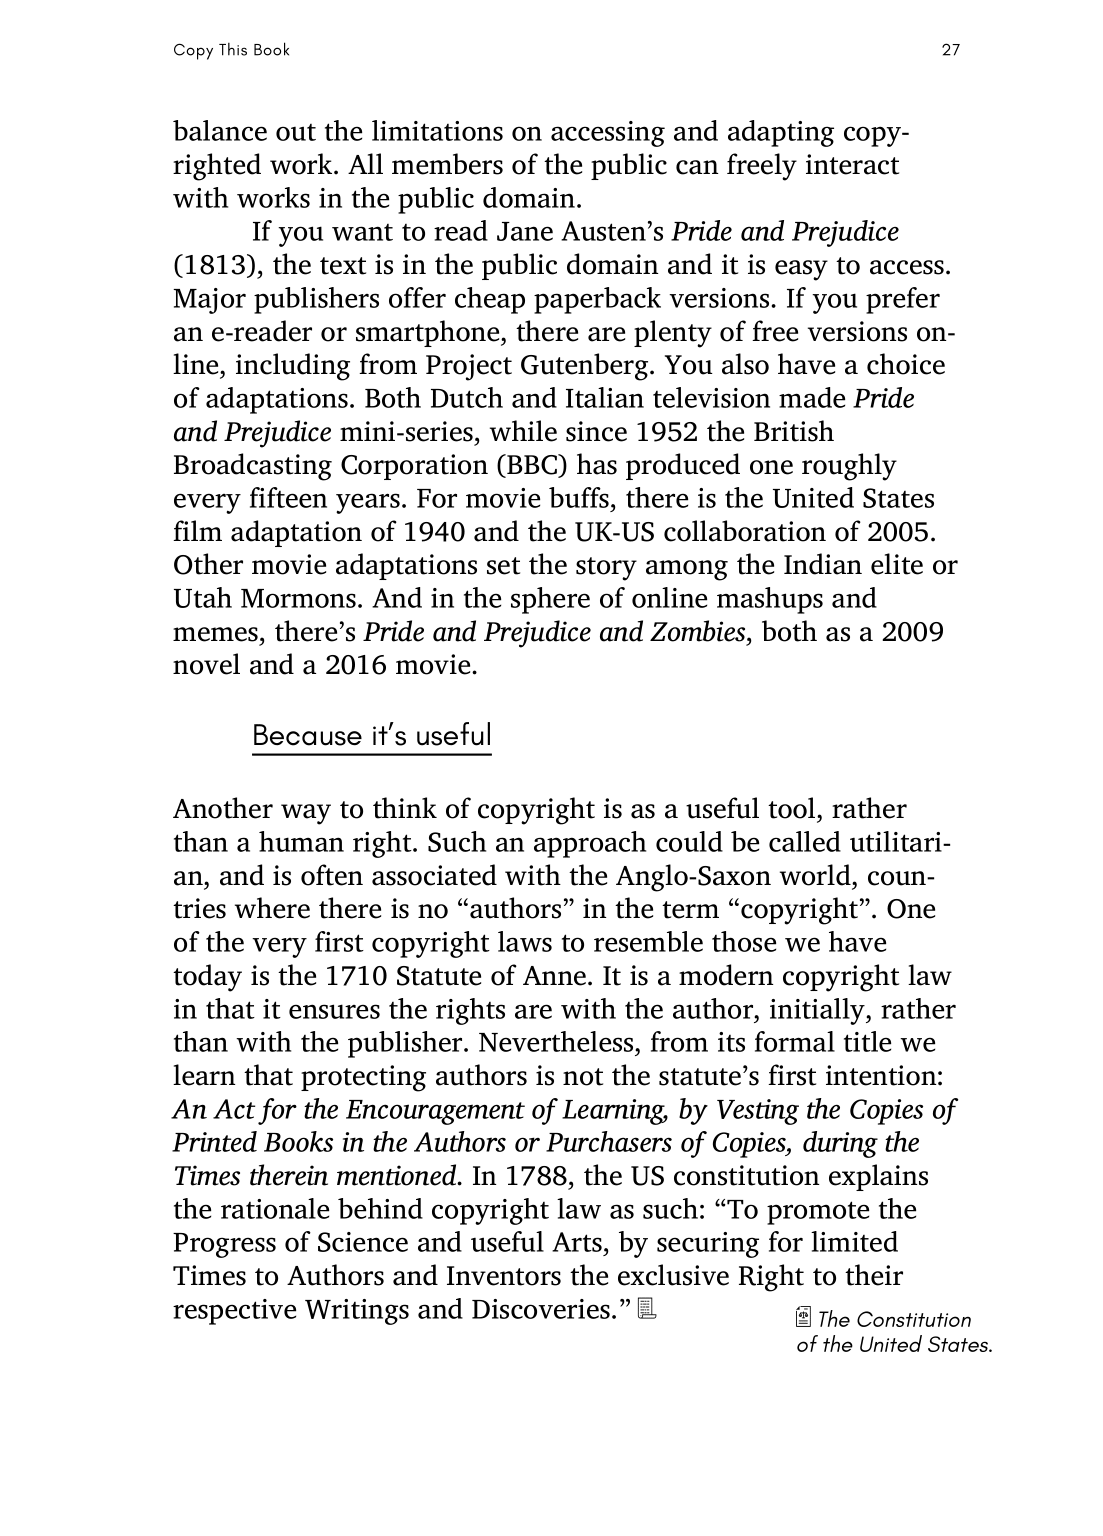 Copy This Book 27
balance out the limitations on accessing and adapting copy-
righted work. All members of the public can freely interact
with works in the public domain.
If you want to read Jane Austen’s Pride and Prejudice
(1813), the text is in the public domain and it is easy to access.
Major publishers offer cheap paperback versions. If you prefer
an e-reader or smartphone, there are plenty of free versions on-
line, including from Project Gutenberg. You also have a choice
of adaptations. Both Dutch and Italian television made Pride
and Prejudice mini-series, while since 1952 the British
Broadcasting Corporation (BBC) has produced one roughly
every fifteen years. For movie buffs, there is the United States
film adaptation of 1940 and the UK-US collaboration of 2005.
Other movie adaptations set the story among the Indian elite or
Utah Mormons. And in the sphere of online mashups and
memes, there’s Pride and Prejudice and Zombies, both as a 2009
novel and a 2016 movie.
Because it’s useful
Another way to think of copyright is as a useful tool, rather
than a human right. Such an approach could be called utilitari-
an, and is often associated with the Anglo-Saxon world, coun-
tries where there is no “authors” in the term “copyright”. One
of the very first copyright laws to resemble those we have
today is the 1710 Statute of Anne. It is a modern copyright law
in that it ensures the rights are with the author, initially, rather
than with the publisher. Nevertheless, from its formal title we
learn that protecting authors is not the statute’s first intention:
An Act for the Encouragement of Learning, by Vesting the Copies of
Printed Books in the Authors or Purchasers of Copies, during the
Times therein mentioned. In 1788, the US constitution explains
the rationale behind copyright law as such: “To promote the
Progress of Science and useful Arts, by securing for limited
Times to Authors and Inventors the exclusive Right to their
respective Writings and Discoveries.”
The Constitution
of the United States.